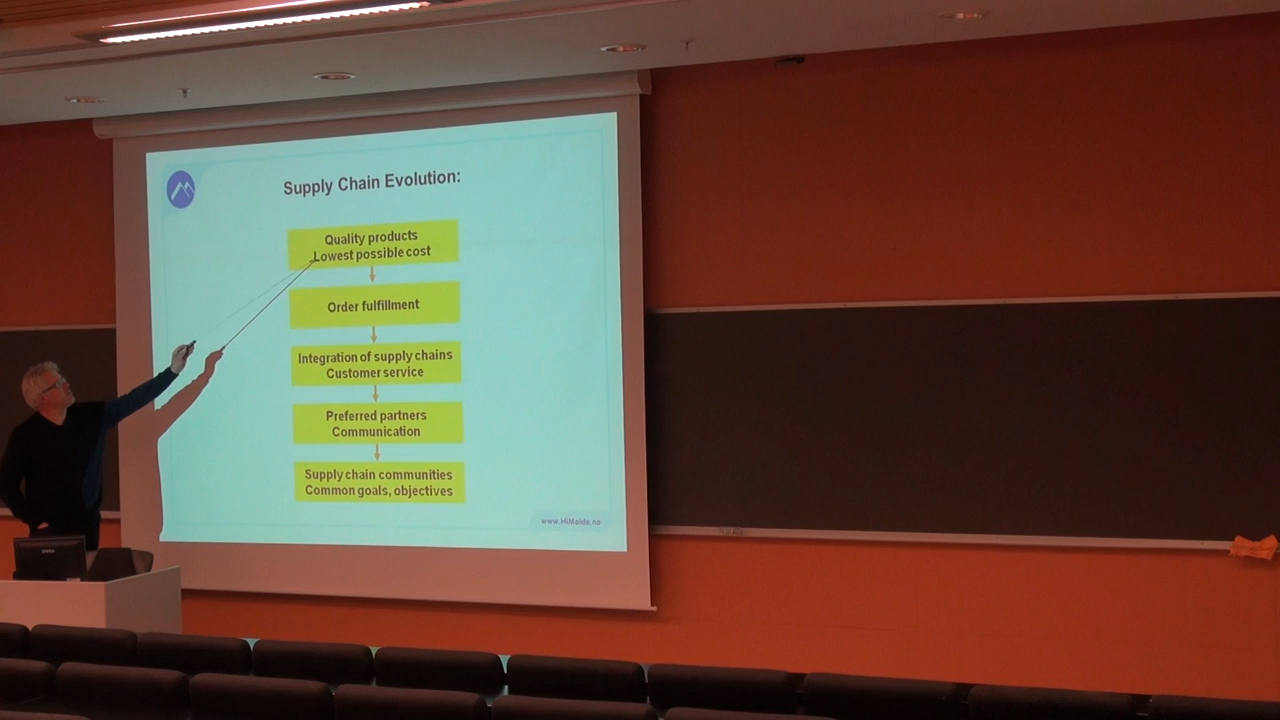 Supply Chain Evolution:
Quality products
Lowest possible cost
Order fulfillment
Integration of supply chains
Customer service
Preferred partners
Communication
Supply chain communities
Common goals, objectives
www.HiMolde.no
DELL